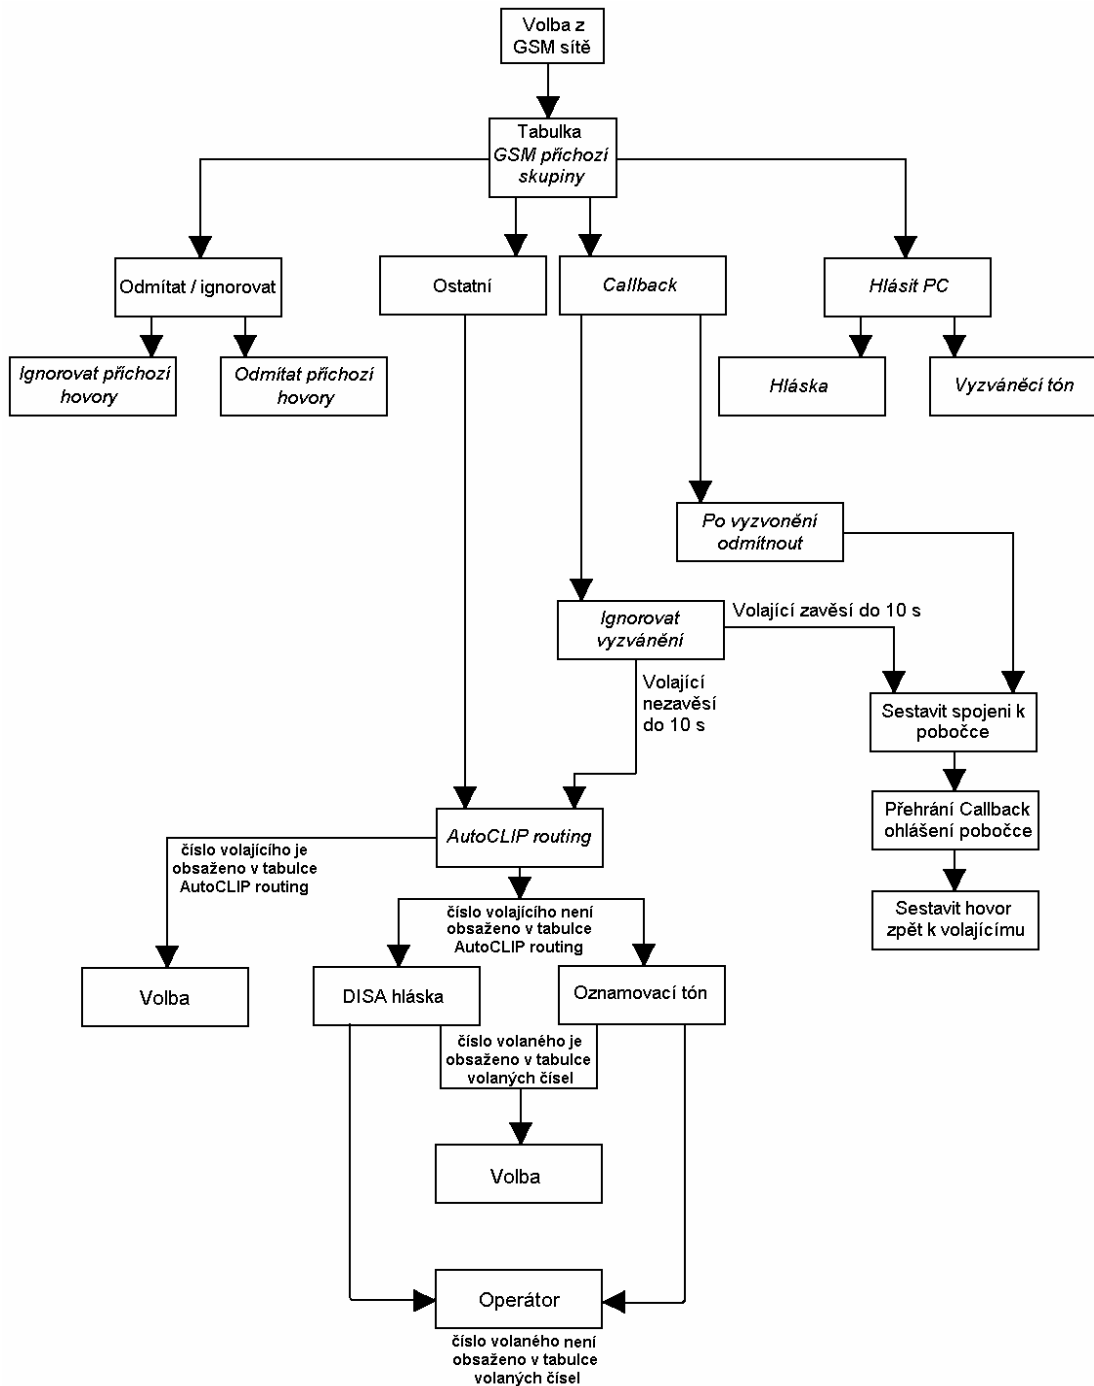 Volba z
GSM sítě
Tabulka
GSM příchozí
skupiny
Odmítat / ignorovat
Ostatní
Callback
Hlásit PC
Ignorovat příchozí
hovory
Odmítat příchozí
hovory
Hláska
Vyzváněcí tón
Po vyzvonění
odmítnout
Ignorovat
vyzvánění
Volající zavěsí do 10 s
Volající
nezavěsí
do 10 s
Sestavit spojeni k
pobočce
Přehrání Callback
ohlášení pobočce
Sestavit hovor
zpět k volajícímu
AutoCLIP routing
číslo volajícího je
obsaženo v tabulce
AutoCLIP routing
číslo volajícího není
obsaženo v tabulce
AutoCLIP routing
Volba
DISA hláska
Oznamovací tón
číslo volaného je
obsaženo v tabulce
volaných čísel
Volba
Operátor
číslo volaného není
obsaženo v tabulce
volaných čísel